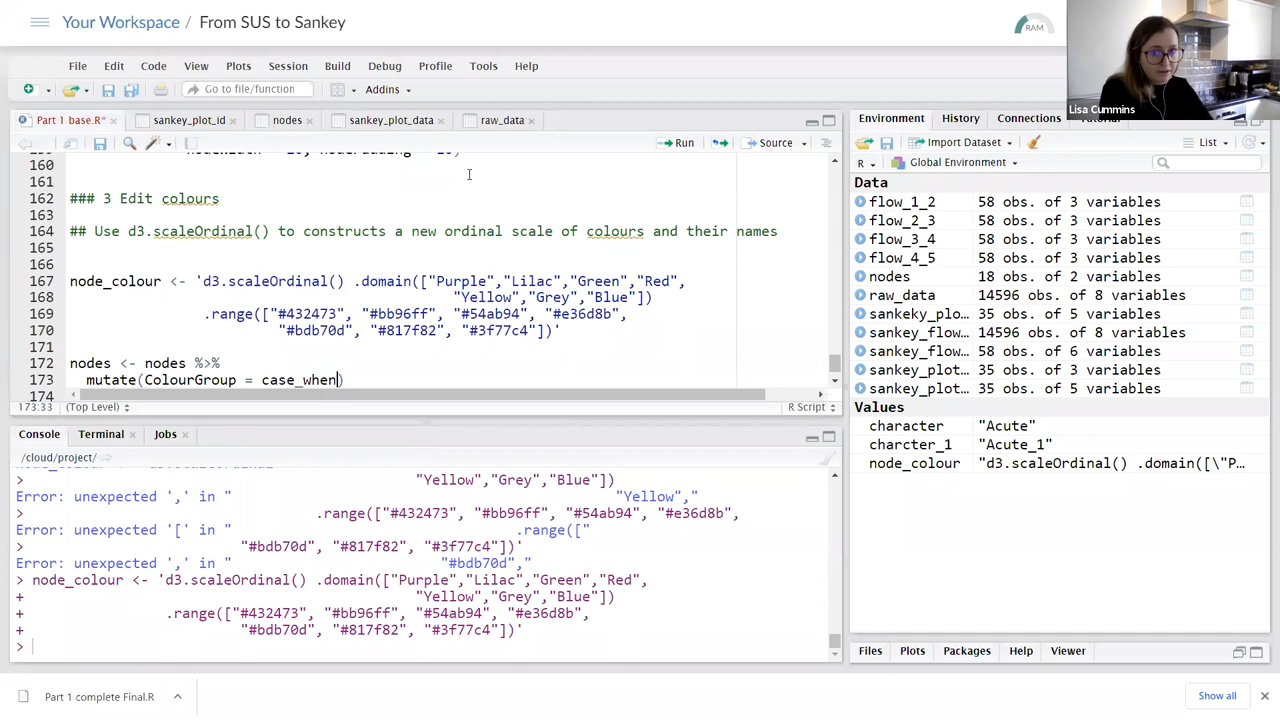 Your Workspace / From SUS to Sankey
RAM
Lisa Cummins
File Edit Code View Plots Session Build Debug Profile Tools Help
Go to file/function Addins
Part 1 base.R* sankey_plot_id nodes sankey_plot_data raw_data
Run Source
160
161
162 ### 3 Edit colours
163
164 ## Use d3.scaleOrdinal() to constructs a new ordinal scale of colours and their names
165
166
167 node_colour <- 'd3.scaleOrdinal() .domain(["Purple","Lilac","Green","Red",
168 "Yellow","Grey","Blue"])
169 .range(["#432473", "#bb96ff", "#54ab94", "#e36d8b",
170 "#bdb70d", "#817f82", "#3f77c4"])'
171
172 nodes <- nodes %>%
173 mutate(ColourGroup = case_when)
174
173:33 (Top Level) R Script
Console Terminal Jobs
/cloud/project/
> "Yellow","Grey","Blue"])
Error: unexpected ',' in " "Yellow","
> .range(["#432473", "#bb96ff", "#54ab94", "#e36d8b",
Error: unexpected '[' in " .range(["
> "#bdb70d", "#817f82", "#3f77c4"])'
Error: unexpected ',' in " "#bdb70d","
> node_colour <- 'd3.scaleOrdinal() .domain(["Purple","Lilac","Green","Red",
+ "Yellow","Grey","Blue"])
+ .range(["#432473", "#bb96ff", "#54ab94", "#e36d8b",
+ "#bdb70d", "#817f82", "#3f77c4"])'
>
Environment History Connections
Import Dataset List
R Global Environment
Data
flow_1_2 58 obs. of 3 variables
flow_2_3 58 obs. of 3 variables
flow_3_4 58 obs. of 3 variables
flow_4_5 58 obs. of 3 variables
nodes 18 obs. of 2 variables
raw_data 14596 obs. of 8 variables
sankeky_plo… 35 obs. of 5 variables
sankey_flow… 14596 obs. of 8 variables
sankey_flow… 58 obs. of 6 variables
sankey_plot… 35 obs. of 3 variables
sankey_plot… 35 obs. of 5 variables
Values
character "Acute"
charcter_1 "Acute_1"
node_colour "d3.scaleOrdinal() .domain([\"P…
Files Plots Packages Help Viewer
Part 1 complete Final.R
Show all